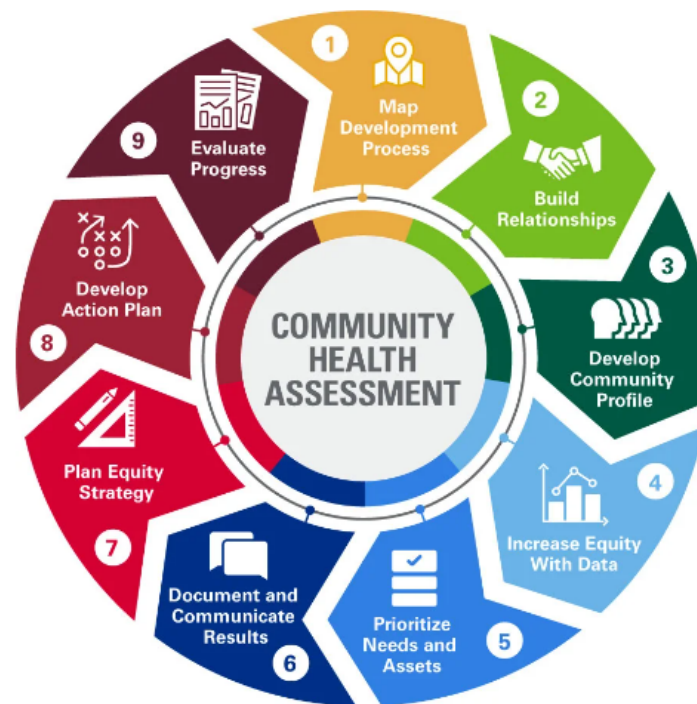 1
Map
Development
Process
2
Build
Relationships
3
Develop
Community
Profile
4
Increase Equity
With Data
5
Prioritize
Needs and
Assets
6
Document and
Communicate
Results
7
Plan Equity
Strategy
8
Develop
Action Plan
9
Evaluate
Progress
COMMUNITY
HEALTH
ASSESSMENT